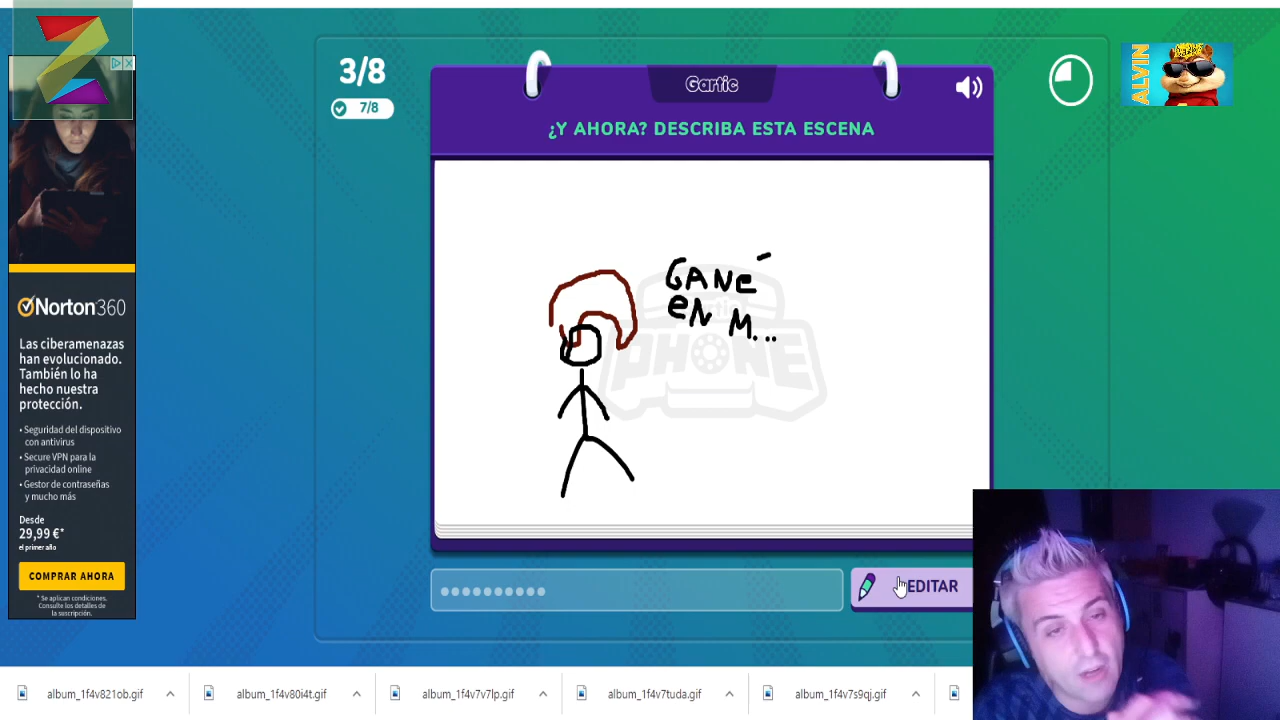 3/8
7/8
Gartic
¿Y AHORA? DESCRIBA ESTA ESCENA
ALVIN
GANÉ
EN M...
PHONE
EDITAR
Norton360
Las ciberamenazas
han evolucionado.
También lo ha
hecho nuestra
protección.
• Seguridad del dispositivo
con antivirus
• Secure VPN para la
privacidad online
• Gestor de contraseñas
y mucho más
Desde
29,99 €*
el primer año
COMPRAR AHORA
* Se aplican condiciones.
Consulte los detalles de
la suscripción.
album_1f4v821ob.gif
album_1f4v80i4t.gif
album_1f4v7v7lp.gif
album_1f4v7tuda.gif
album_1f4v7s9qj.gif